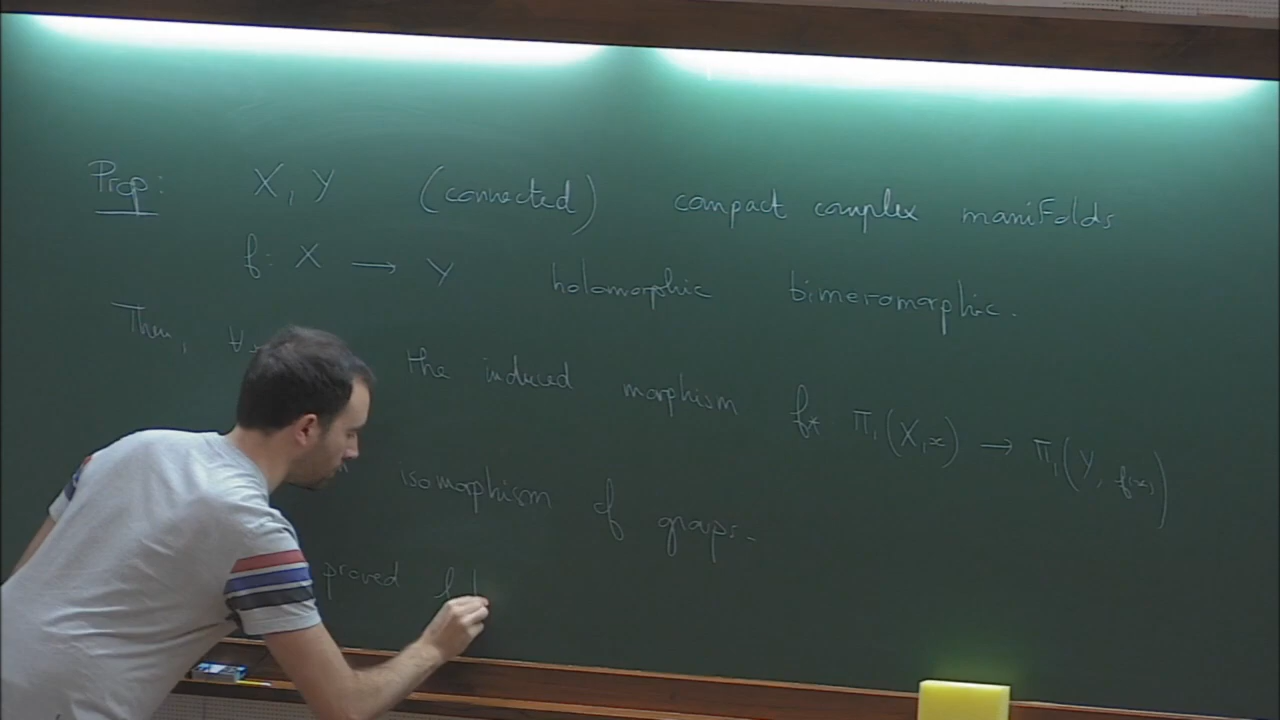 Prop: X, Y (connected) compact complex manifolds
f: X → Y holomorphic bimeromorphic.
Then, ∀x the induced morphism f* : π₁(X,x) → π₁(Y, f(x))
isomorphism of groups.
proved